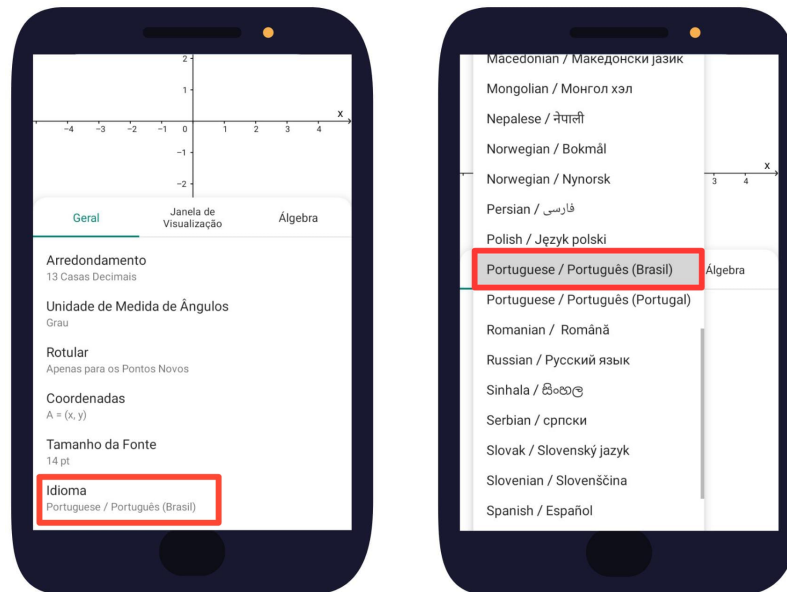 2
1
x
-4 -3 -2 -1 0 1 2 3 4
-1
-2
Geral
Janela de
Visualização
Álgebra
Arredondamento
13 Casas Decimais
Unidade de Medida de Ângulos
Grau
Rotular
Apenas para os Pontos Novos
Coordenadas
A = (x, y)
Tamanho da Fonte
14 pt
Idioma
Portuguese / Português (Brasil)
Macedonian / Македонски јазик
Mongolian / Монгол хэл
Nepalese / नेपाली
Norwegian / Bokmål
x
Norwegian / Nynorsk
3 4
Persian / فارسی
Polish / Język polski
Portuguese / Português (Brasil)
Álgebra
Portuguese / Português (Portugal)
Romanian / Română
Russian / Русский язык
Sinhala / සිංහල
Serbian / српски
Slovak / Slovenský jazyk
Slovenian / Slovenščina
Spanish / Español